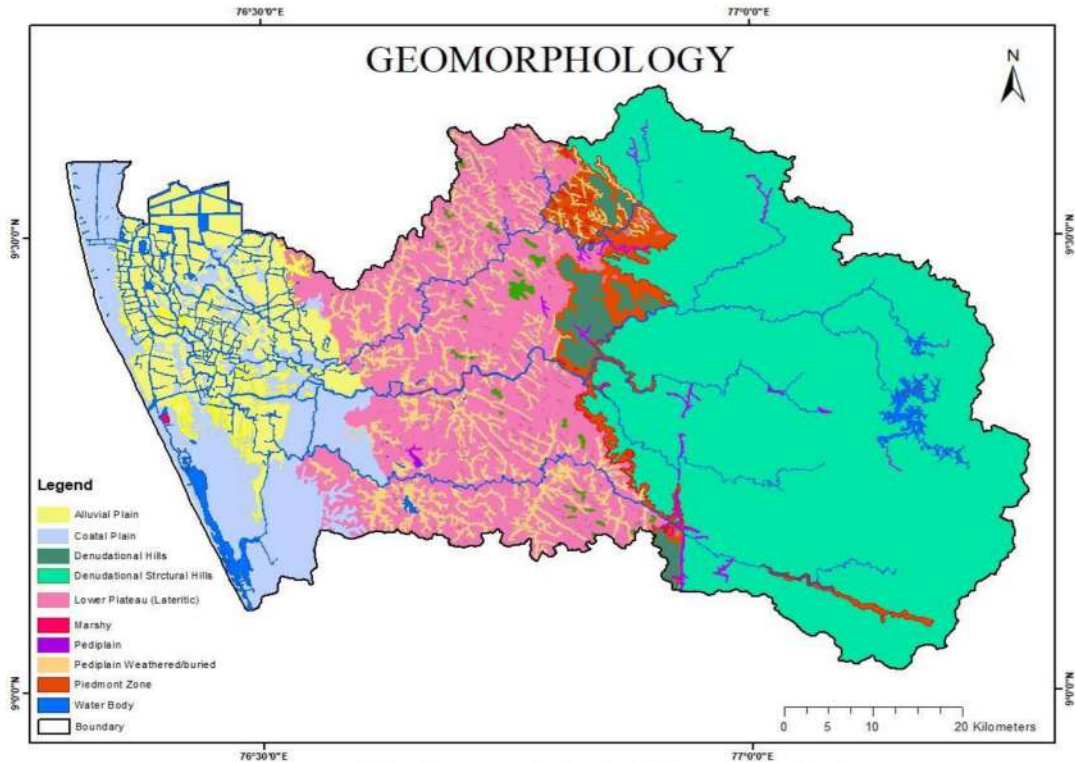 76°30'0"E
77°0'0"E
GEOMORPHOLOGY
N
9°30'0"N
9°30'0"N
Legend
Alluvial Plain
Coatal Plain
Denudational Hills
Denudational Strctural Hills
Lower Plateau (Lateritic)
Marshy
Pediplain
Pediplain Weathered/buried
Piedmont Zone
Water Body
Boundary
9°0'0"N
9°0'0"N
0 5 10 20 Kilometers
76°30'0"E
77°0'0"E